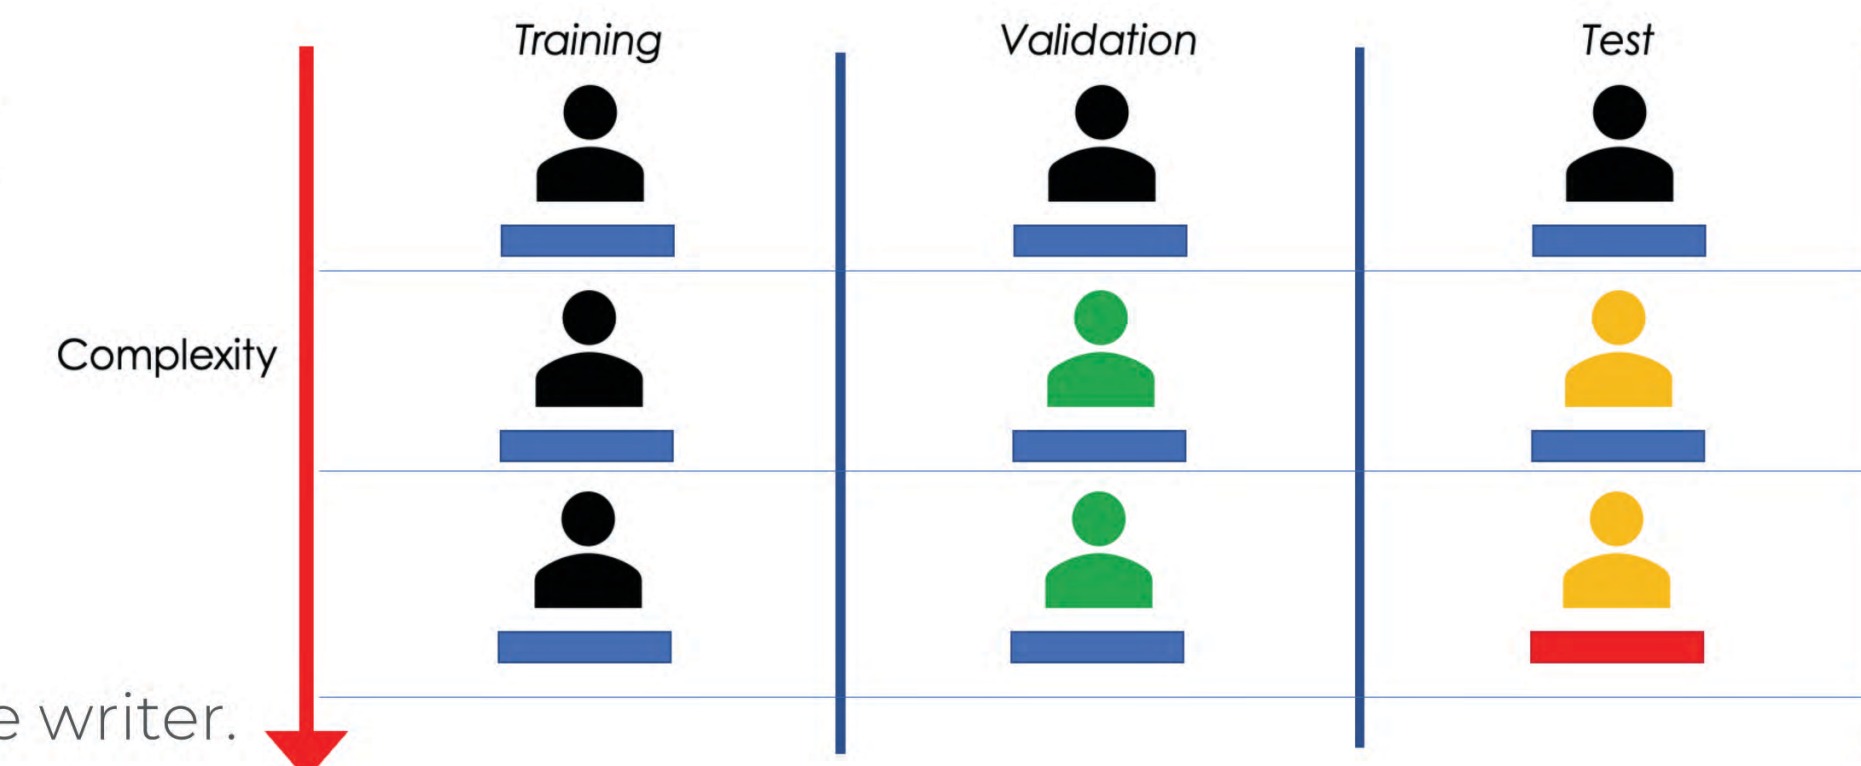 Training
Validation
Test
Complexity
writer.